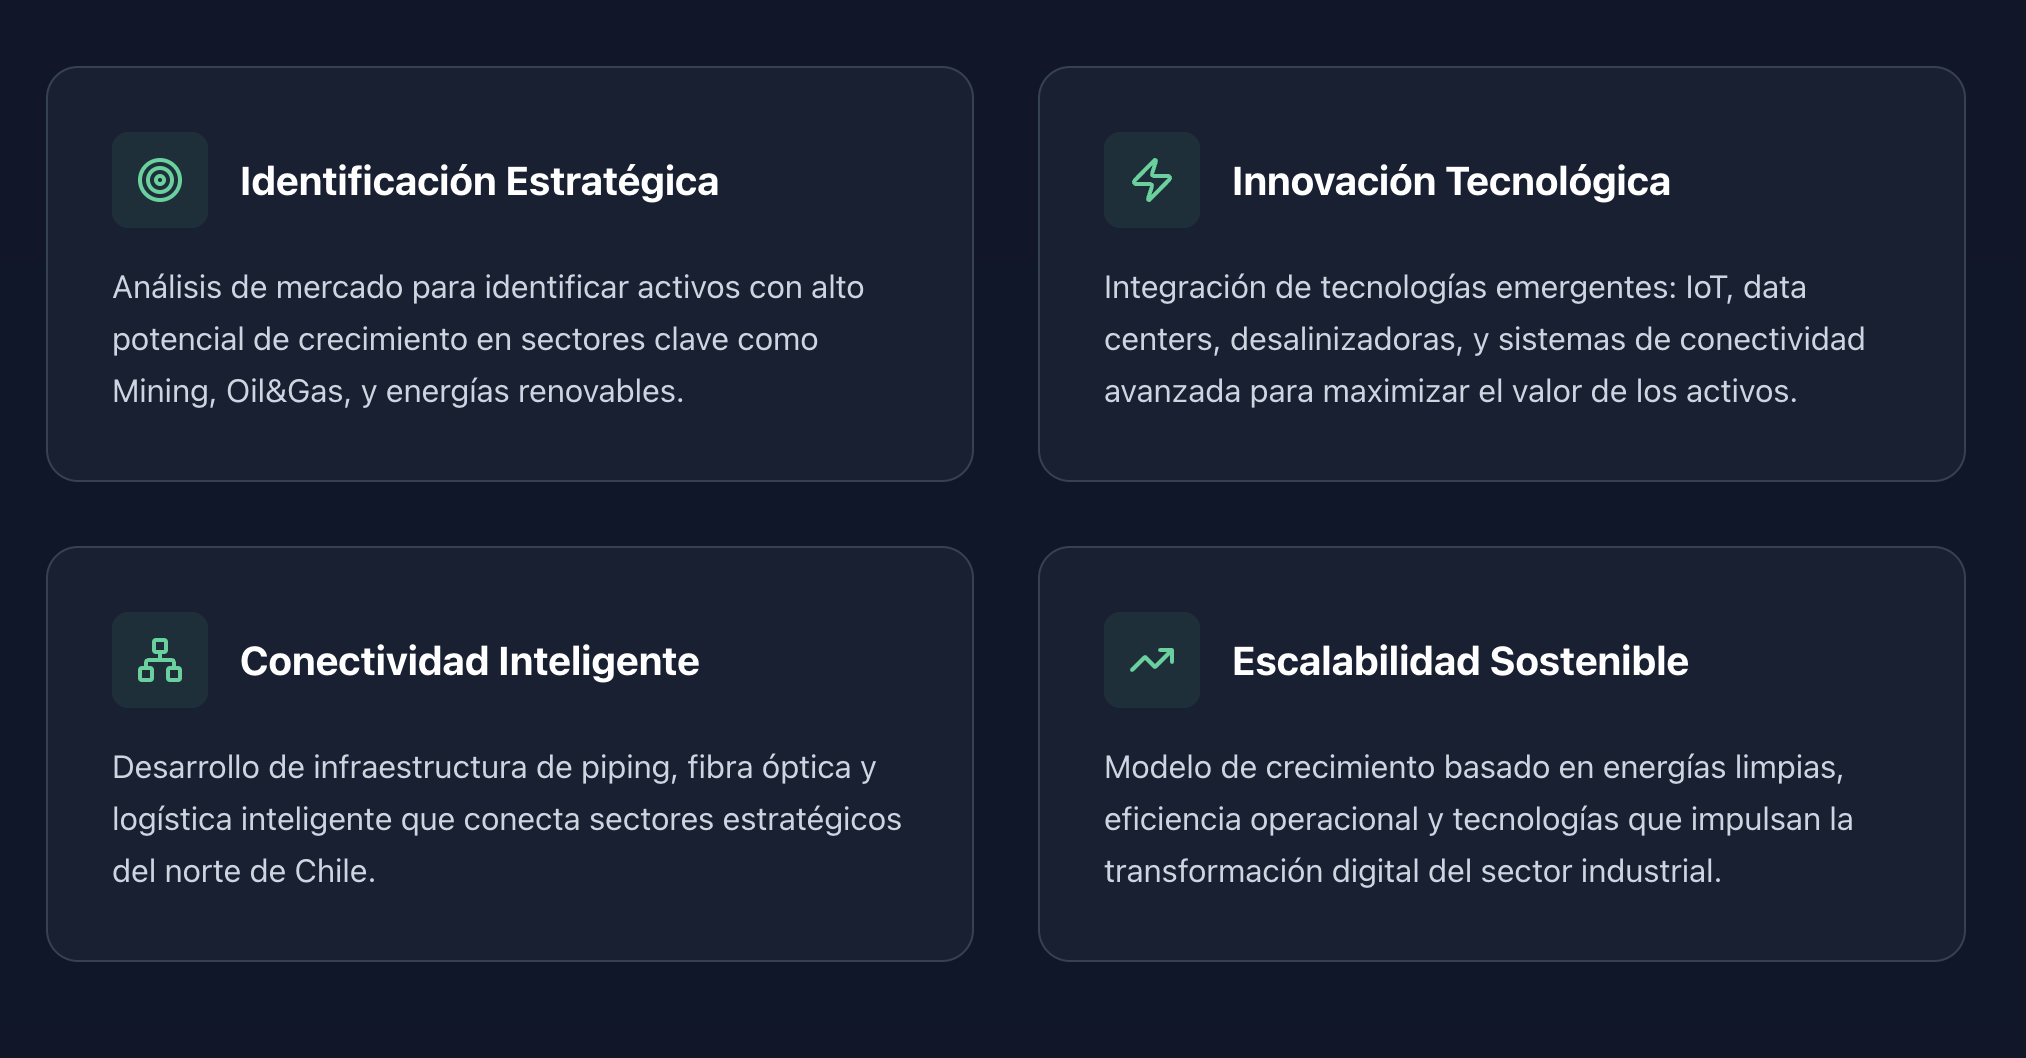 Identificación Estratégica
Análisis de mercado para identificar activos con alto
potencial de crecimiento en sectores clave como
Mining, Oil&Gas, y energías renovables.
Innovación Tecnológica
Integración de tecnologías emergentes: IoT, data
centers, desalinizadoras, y sistemas de conectividad
avanzada para maximizar el valor de los activos.
Conectividad Inteligente
Desarrollo de infraestructura de piping, fibra óptica y
logística inteligente que conecta sectores estratégicos
del norte de Chile.
Escalabilidad Sostenible
Modelo de crecimiento basado en energías limpias,
eficiencia operacional y tecnologías que impulsan la
transformación digital del sector industrial.